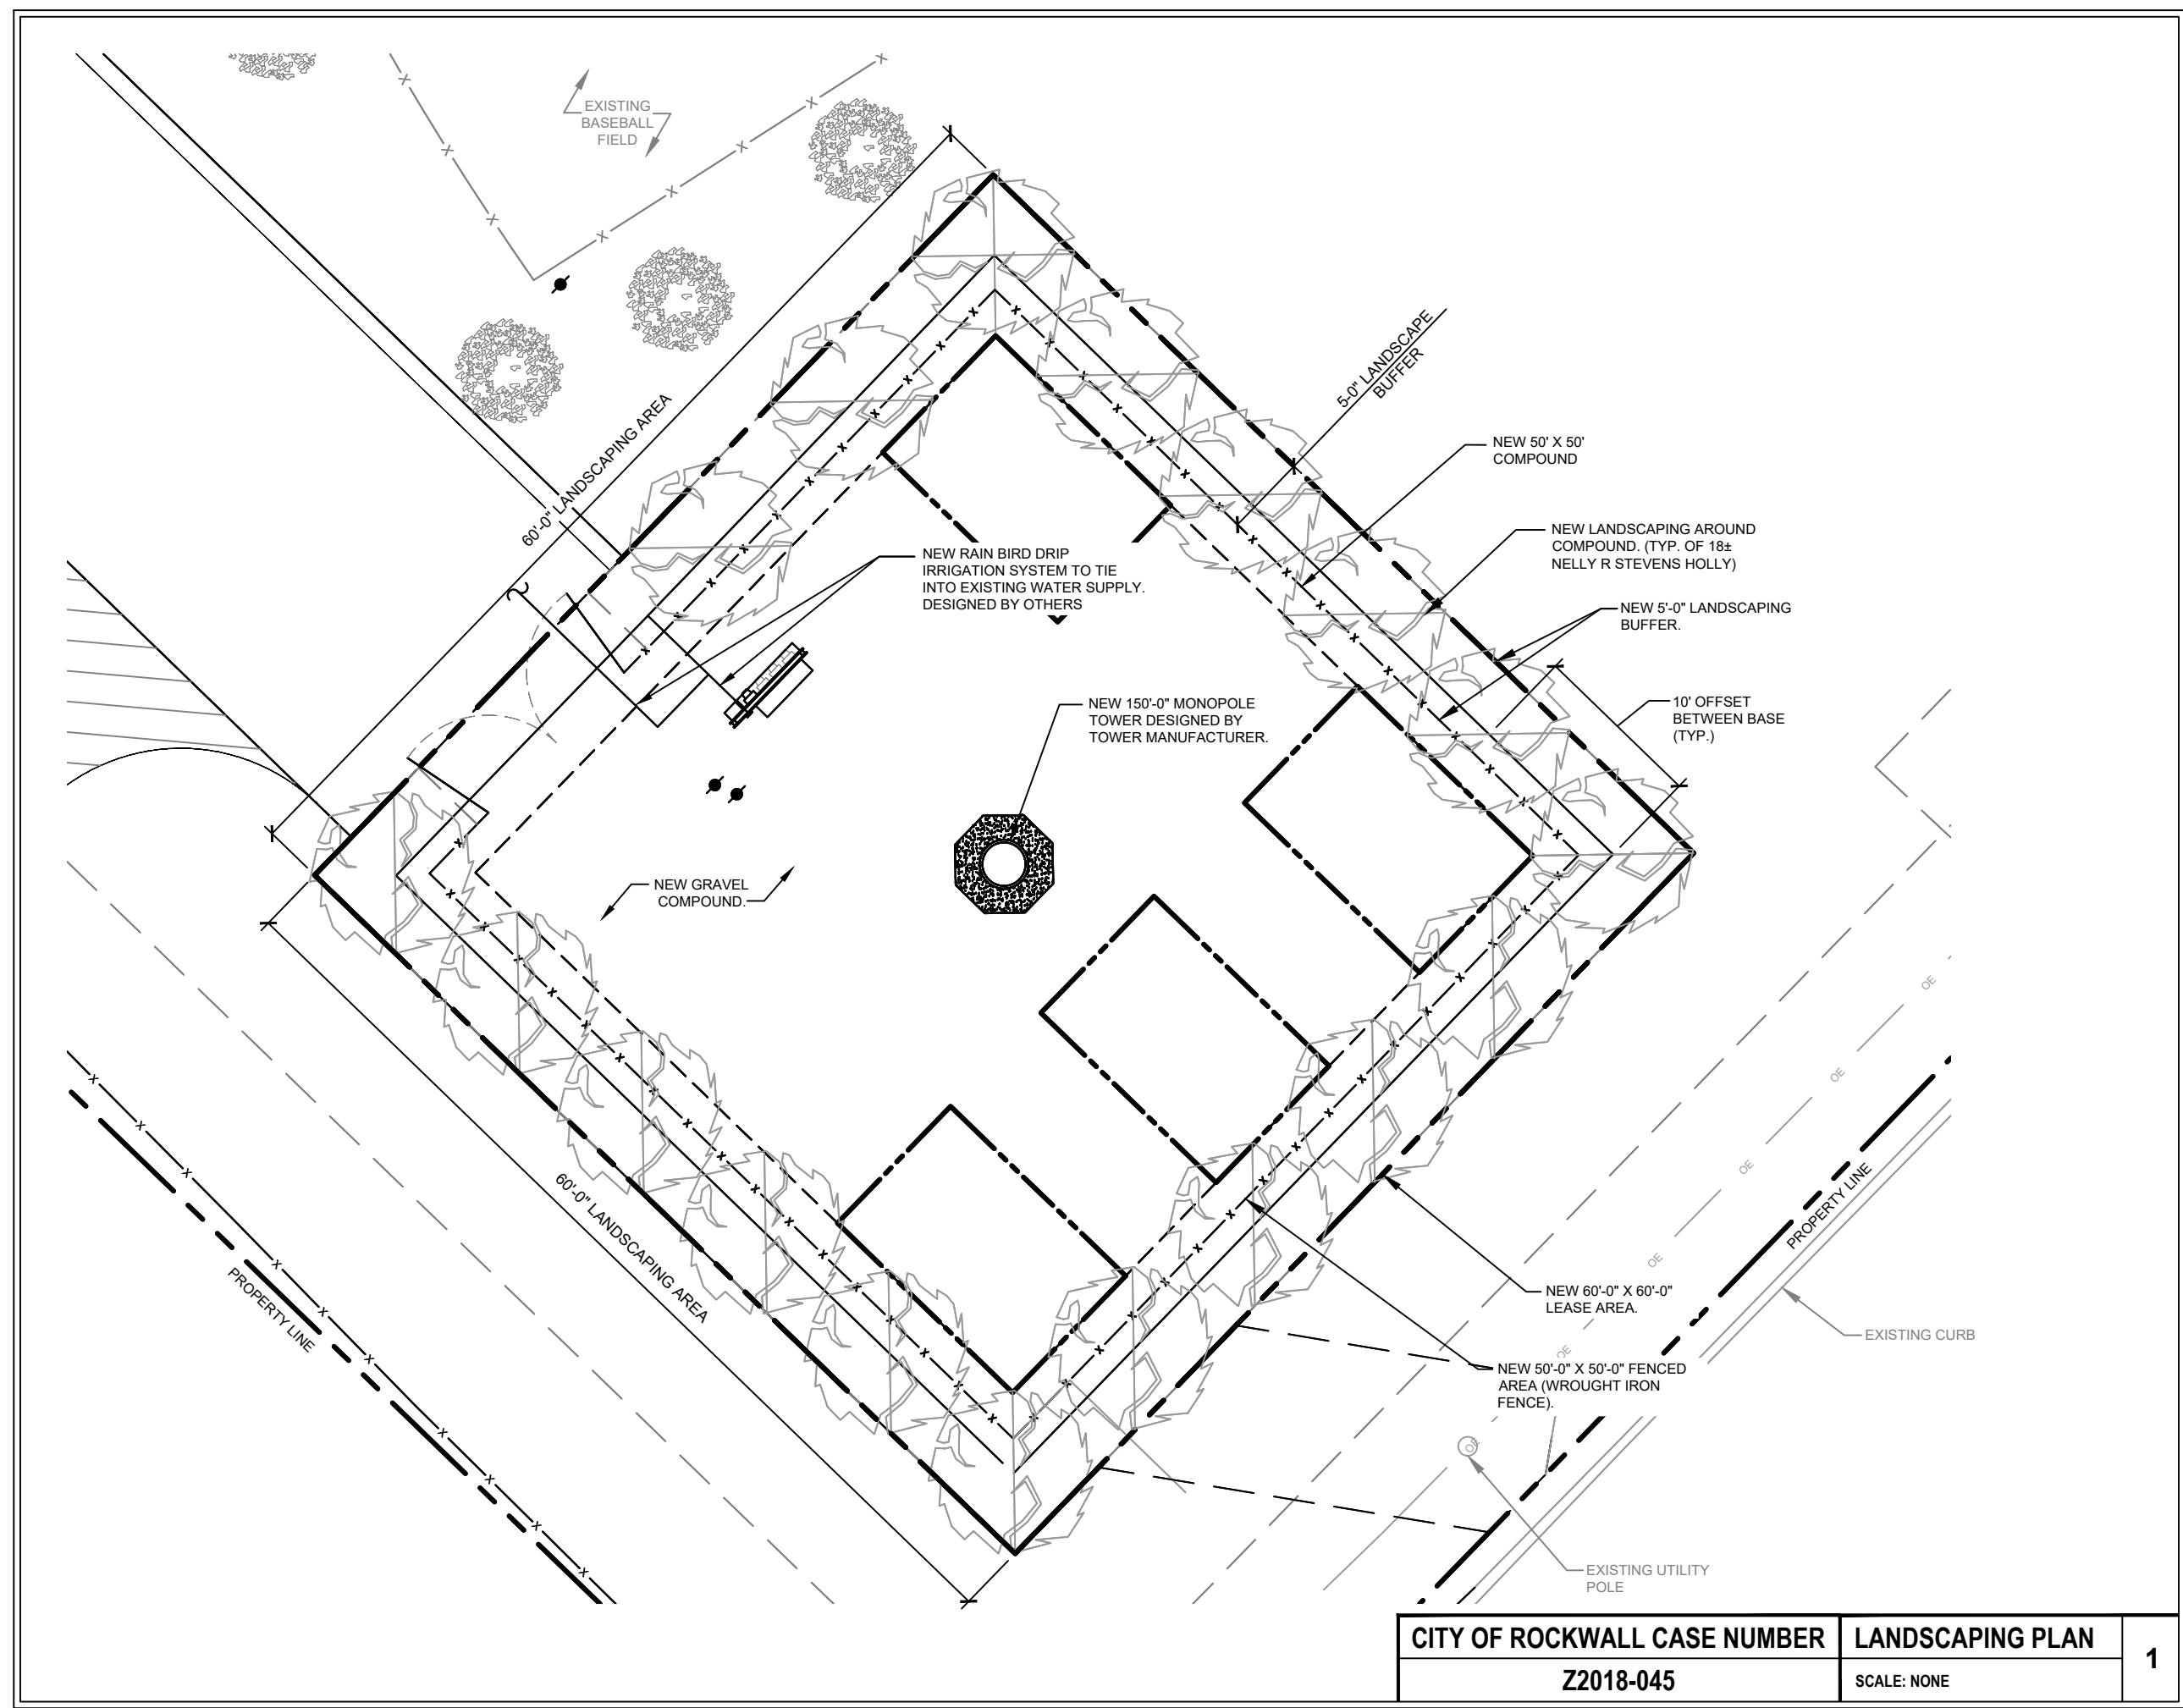 EXISTING
BASEBALL
FIELD
60'-0" LANDSCAPING AREA
5-0" LANDSCAPE
BUFFER
NEW 50' X 50'
COMPOUND
NEW LANDSCAPING AROUND
COMPOUND. (TYP. OF 18±
NELLY R STEVENS HOLLY)
NEW RAIN BIRD DRIP
IRRIGATION SYSTEM TO TIE
INTO EXISTING WATER SUPPLY.
DESIGNED BY OTHERS
NEW 5'-0" LANDSCAPING
BUFFER.
NEW 150'-0" MONOPOLE
TOWER DESIGNED BY
TOWER MANUFACTURER.
10' OFFSET
BETWEEN BASE
(TYP.)
NEW GRAVEL
COMPOUND.
OE
OE
OE
OE
OE
OE
PROPERTY LINE
60'-0" LANDSCAPING AREA
PROPERTY LINE
NEW 60'-0" X 60'-0"
LEASE AREA.
EXISTING CURB
NEW 50'-0" X 50'-0" FENCED
AREA (WROUGHT IRON
FENCE).
EXISTING UTILITY
POLE
CITY OF ROCKWALL CASE NUMBER
Z2018-045
LANDSCAPING PLAN
SCALE: NONE
1